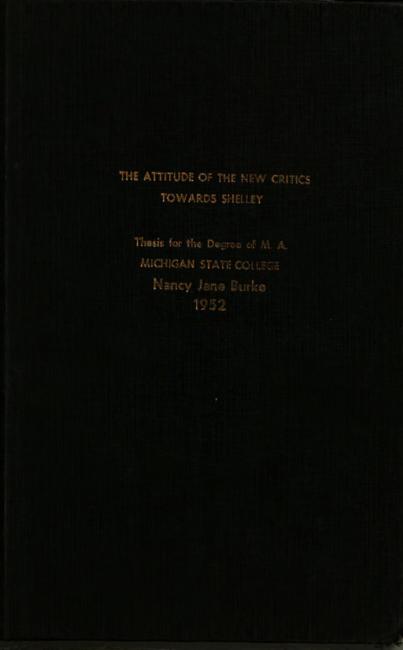 THE ATTITUDE OF THE NEW CRITICS
TOWARDS SHELLEY
Thesis for the Degree of M. A.
MICHIGAN STATE COLLEGE
Nancy Jane Burke
1952